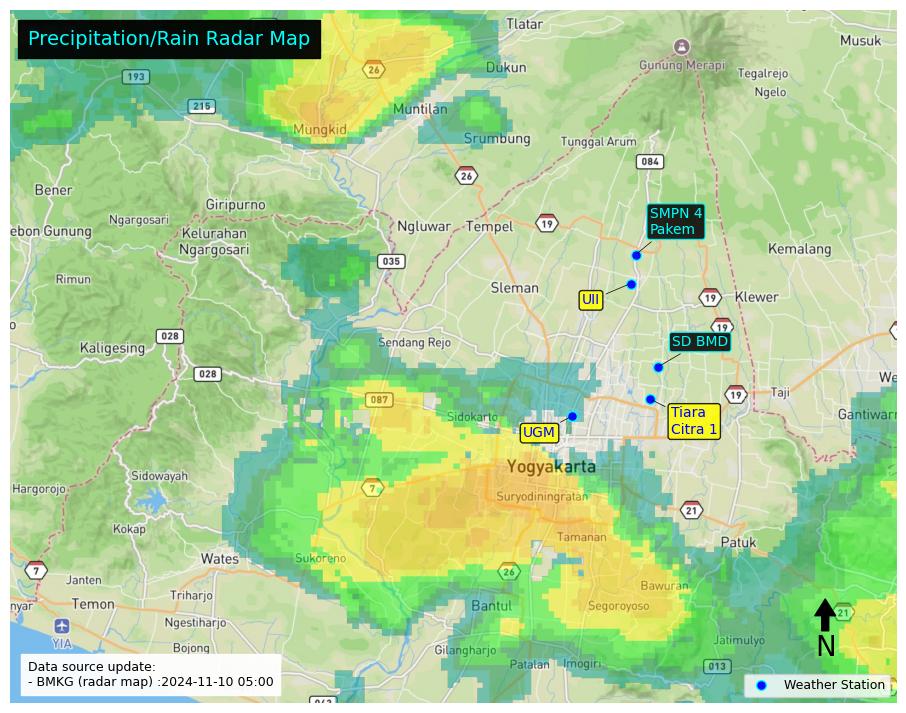 Precipitation/Rain Radar Map
Tlatar
Musuk
Gunung Merapi
26
193
Dukun
Tegalrejo
Ngelo
215
Muntilan
Mungkid
Srumbung
Tunggal Arum
084
26
Bener
Giripurno
SMPN 4
Pakem
Ngargosari
Ngluwar
Tempel
19
ebon Gunung
Kelurahan
Ngargosari
Kemalang
035
Rimun
Sleman
UII
19
Klewer
19
028
Kaligesing
Sendang Rejo
SD BMD
028
We
087
19
Taji
Sidokarto
Tiara
Citra 1
Gantiwarn
UGM
Yogyakarta
Sidowayah
Hargorojo
7
Suryodiningratan
21
Kokap
Tamanan
Patuk
Wates
Sukoreno
7
26
Janten
Bawuran
Triharjo
nyar
Temon
Bantul
Segoroyoso
21
Ngestiharjo
YIA
N
Jatimulyo
Bojong
Gilangharjo
Patalan
Imogiri
013
Data source update:
- BMKG (radar map) :2024-11-10 05:00
Weather Station